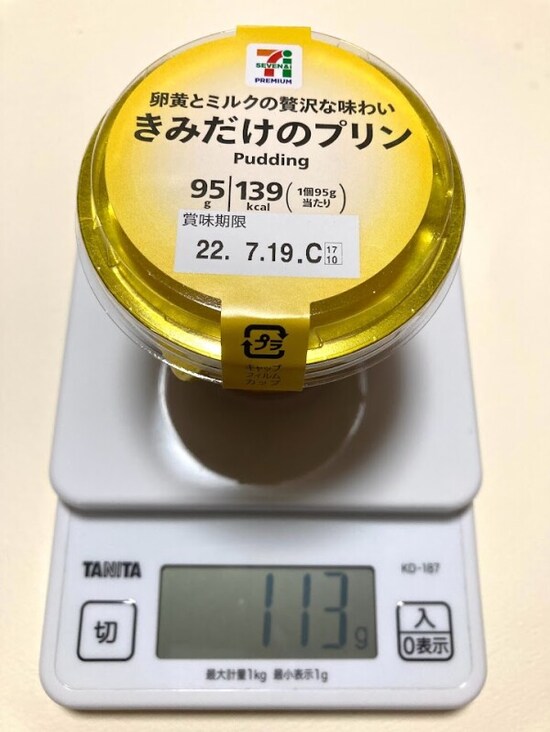 7i
SEVEN&i
PREMIUM
卵黄とミルクの贅沢な味わい
きみだけのプリン
Pudding
95g 139kcal (1個95g当たり)
賞味期限
22. 7.19.C 17 10
プラ
キャップ
フィルム
カップ
TANITA
KD-187
切
113g
入
0表示
最大計量1kg 最小表示1g